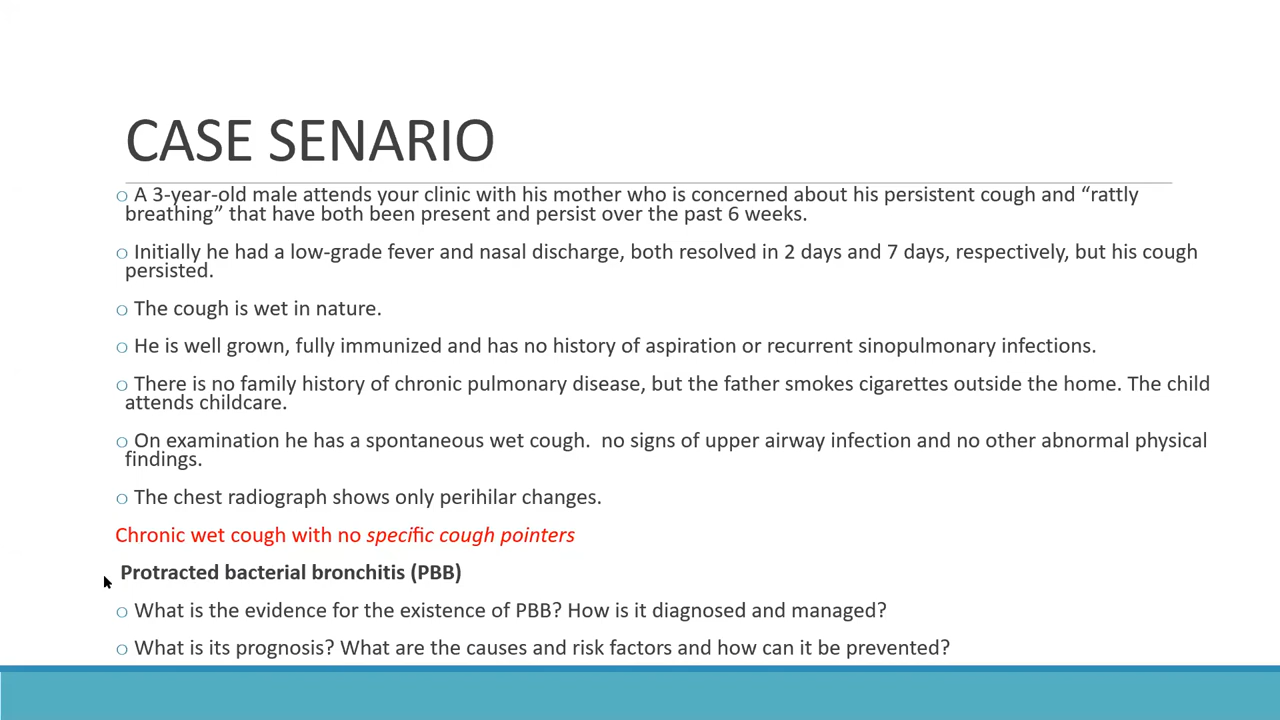 CASE SENARIO
o A 3-year-old male attends your clinic with his mother who is concerned about his persistent cough and “rattly
breathing” that have both been present and persist over the past 6 weeks.
o Initially he had a low-grade fever and nasal discharge, both resolved in 2 days and 7 days, respectively, but his cough
persisted.
o The cough is wet in nature.
o He is well grown, fully immunized and has no history of aspiration or recurrent sinopulmonary infections.
o There is no family history of chronic pulmonary disease, but the father smokes cigarettes outside the home. The child
attends childcare.
o On examination he has a spontaneous wet cough.  no signs of upper airway infection and no other abnormal physical
findings.
o The chest radiograph shows only perihilar changes.
Chronic wet cough with no specific cough pointers
Protracted bacterial bronchitis (PBB)
o What is the evidence for the existence of PBB? How is it diagnosed and managed?
o What is its prognosis? What are the causes and risk factors and how can it be prevented?